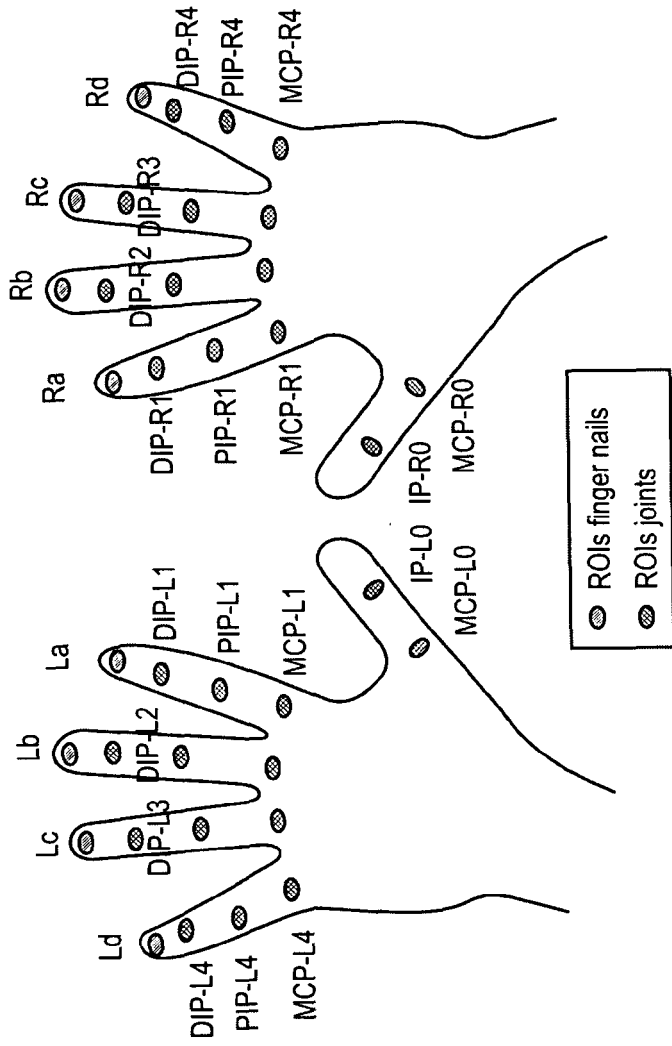 Ld
Lc
Lb
La
Ra
Rb
Rc
Rd
DIP-L4
PIP-L4
MCP-L4
DIP-L3
DIP-L2
DIP-L1
PIP-L1
MCP-L1
IP-L0
MCP-L0
IP-R0
MCP-R0
DIP-R1
PIP-R1
MCP-R1
DIP-R2
DIP-R3
DIP-R4
PIP-R4
MCP-R4
ROIs finger nails
ROIs joints